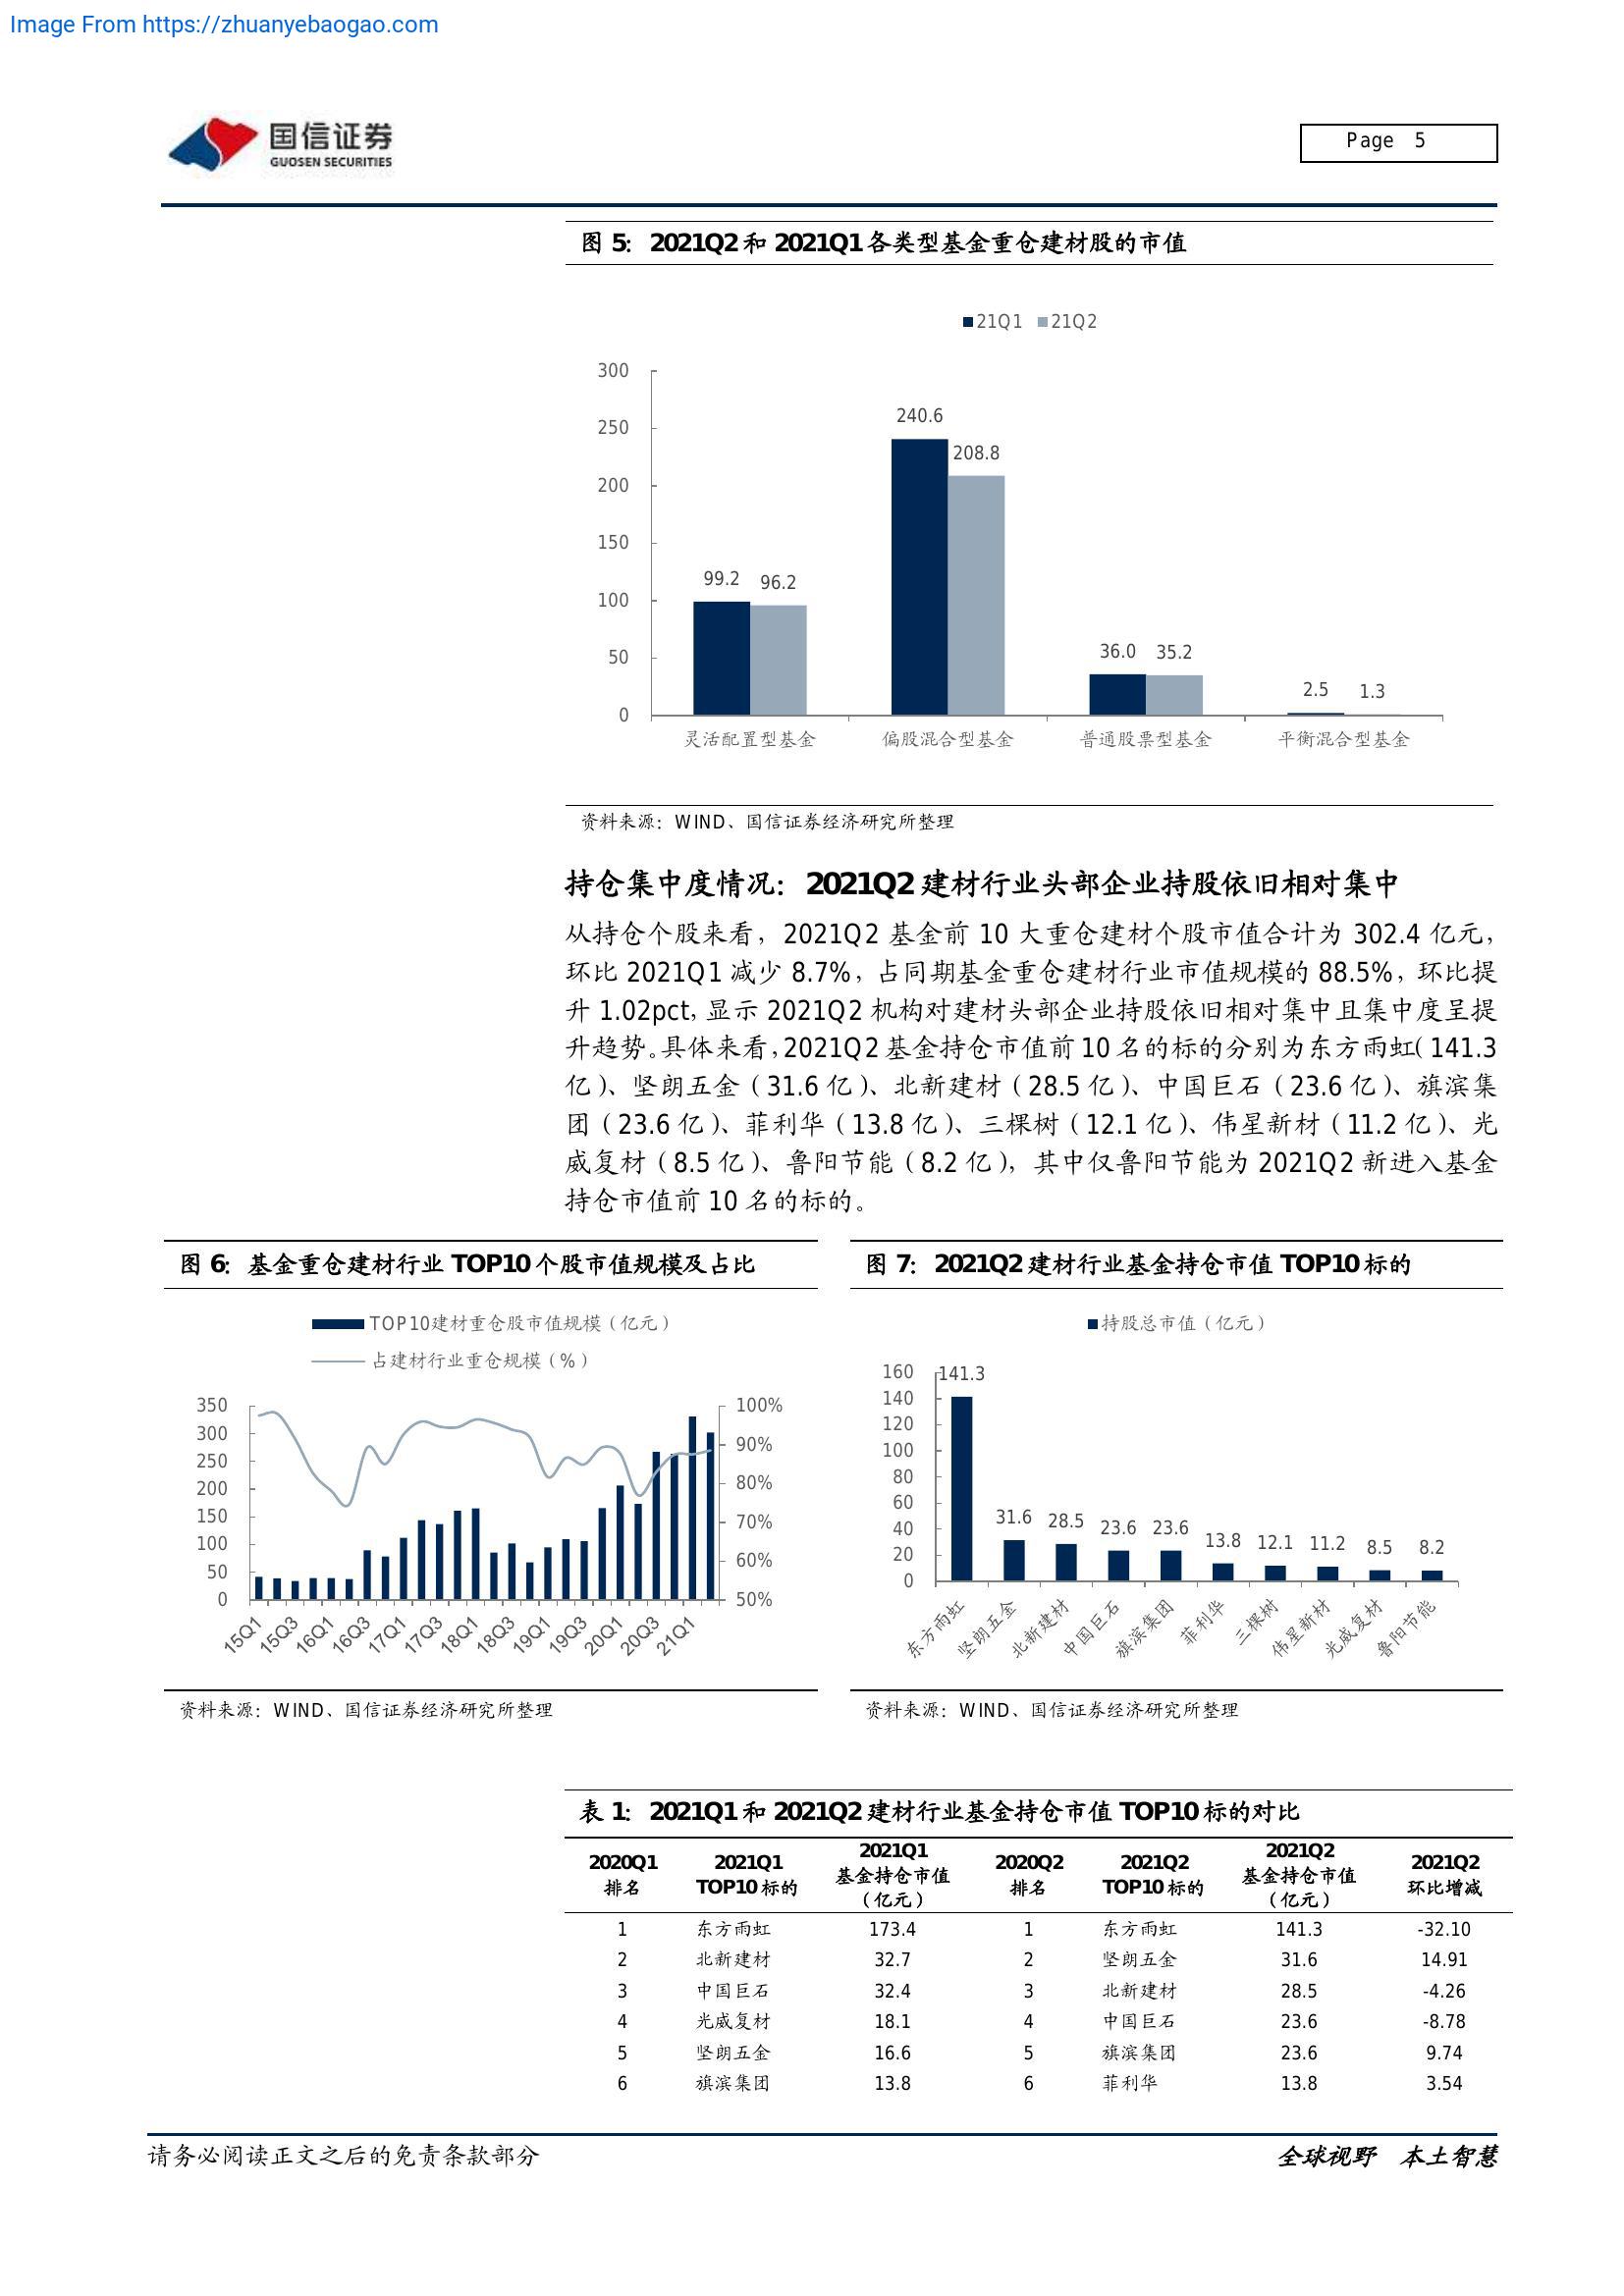 Image From https://zhuanyebaogao.com
国信证券
GUOSEN SECURITIES
Page 5
图 5：2021Q2 和 2021Q1 各类型基金重仓建材股的市值
21Q1 21Q2
300
250
200
150
100
50
0
99.2 96.2
240.6 208.8
36.0 35.2
2.5 1.3
灵活配置型基金 偏股混合型基金 普通股票型基金 平衡混合型基金
资料来源：WIND、国信证券经济研究所整理
持仓集中度情况：2021Q2 建材行业头部企业持股依旧相对集中
从持仓个股来看，2021Q2 基金前 10 大重仓建材个股市值合计为 302.4 亿元，
环比 2021Q1 减少 8.7%，占同期基金重仓建材行业市值规模的 88.5%，环比提
升 1.02pct，显示 2021Q2 机构对建材头部企业持股依旧相对集中且集中度呈提
升趋势。具体来看，2021Q2 基金持仓市值前 10 名的标的分别为东方雨虹（141.3
亿）、坚朗五金（31.6 亿）、北新建材（28.5 亿）、中国巨石（23.6 亿）、旗滨集
团（23.6 亿）、菲利华（13.8 亿）、三棵树（12.1 亿）、伟星新材（11.2 亿）、光
威复材（8.5 亿）、鲁阳节能（8.2 亿），其中仅鲁阳节能为 2021Q2 新进入基金
持仓市值前 10 名的标的。
图 6：基金重仓建材行业 TOP10 个股市值规模及占比
TOP10建材重仓股市值规模（亿元）
占建材行业重仓规模（%）
350
300
250
200
150
100
50
0
100%
90%
80%
70%
60%
50%
15Q1 15Q3 16Q1 16Q3 17Q1 17Q3 18Q1 18Q3 19Q1 19Q3 20Q1 20Q3 21Q1
资料来源：WIND、国信证券经济研究所整理
图 7：2021Q2 建材行业基金持仓市值 TOP10 标的
持股总市值（亿元）
160
140
120
100
80
60
40
20
0
141.3 31.6 28.5 23.6 23.6 13.8 12.1 11.2 8.5 8.2
东方雨虹 坚朗五金 北新建材 中国巨石 旗滨集团 菲利华 三棵树 伟星新材 光威复材 鲁阳节能
资料来源：WIND、国信证券经济研究所整理
表 1：2021Q1 和 2021Q2 建材行业基金持仓市值 TOP10 标的对比
2020Q1 排名 2021Q1 TOP10 标的 2021Q1 基金持仓市值（亿元） 2020Q2 排名 2021Q2 TOP10 标的 2021Q2 基金持仓市值（亿元） 2021Q2 环比增减
1 东方雨虹 173.4 1 东方雨虹 141.3 -32.10
2 北新建材 32.7 2 坚朗五金 31.6 14.91
3 中国巨石 32.4 3 北新建材 28.5 -4.26
4 光威复材 18.1 4 中国巨石 23.6 -8.78
5 坚朗五金 16.6 5 旗滨集团 23.6 9.74
6 旗滨集团 13.8 6 菲利华 13.8 3.54
请务必阅读正文之后的免责条款部分
全球视野 本土智慧